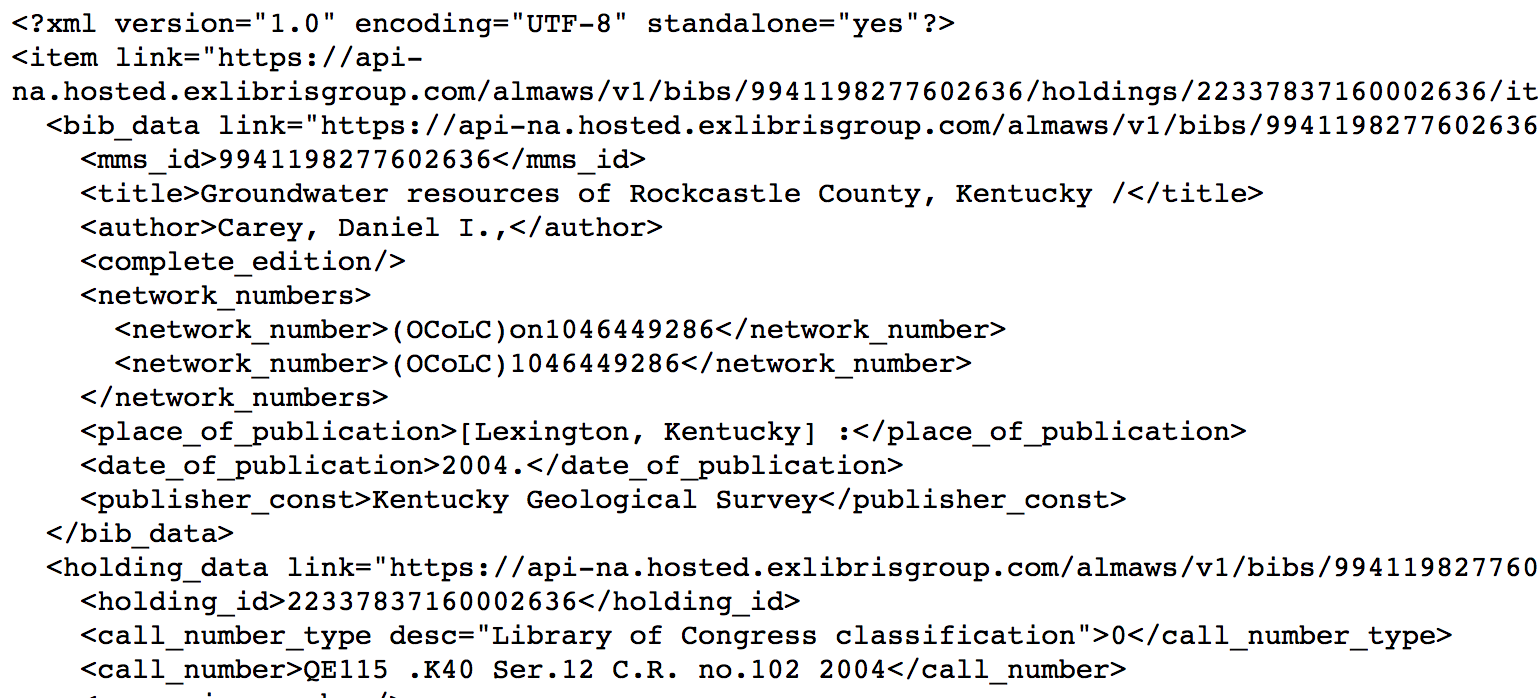 <?xml version="1.0" encoding="UTF-8" standalone="yes"?>
<item link="https://api-
na.hosted.exlibrisgroup.com/almaws/v1/bibs/9941198277602636/holdings/22337837160002636/it
<bib_data link="https://api-na.hosted.exlibrisgroup.com/almaws/v1/bibs/9941198277602636
<mms_id>9941198277602636</mms_id>
<title>Groundwater resources of Rockcastle County, Kentucky /</title>
<author>Carey, Daniel I.,</author>
<complete_edition/>
<network_numbers>
<network_number>(OCoLC)on1046449286</network_number>
<network_number>(OCoLC)1046449286</network_number>
</network_numbers>
<place_of_publication>[Lexington, Kentucky] :</place_of_publication>
<date_of_publication>2004.</date_of_publication>
<publisher_const>Kentucky Geological Survey</publisher_const>
</bib_data>
<holding_data link="https://api-na.hosted.exlibrisgroup.com/almaws/v1/bibs/994119827760
<holding_id>22337837160002636</holding_id>
<call_number_type desc="Library of Congress classification">0</call_number_type>
<call_number>QE115 .K40 Ser.12 C.R. no.102 2004</call_number>